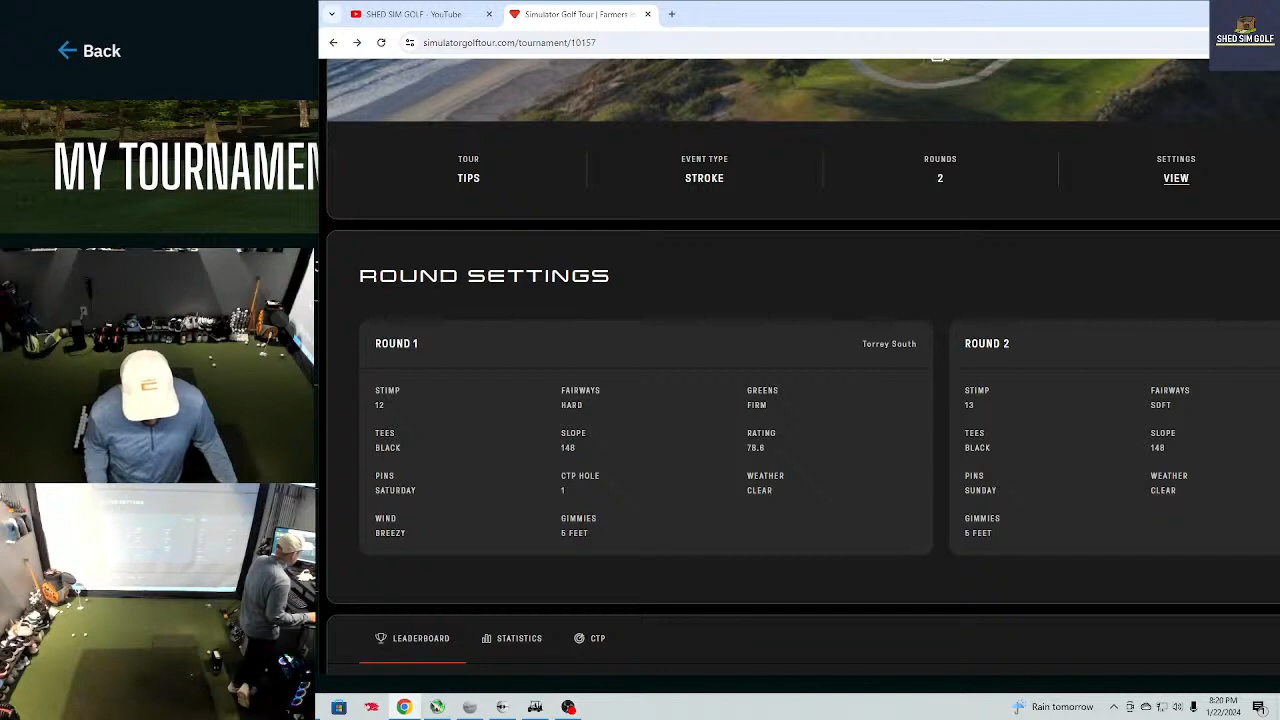 SHED SIM GOLF - YouTube
Simulator Golf Tour | Farmers
simulatorgolftour.com/tournament/10157
SHED SIM GOLF
Back
MY TOURNAMEN
TOUR
TIPS
EVENT TYPE
STROKE
ROUNDS
2
SETTINGS
VIEW
ROUND SETTINGS
ROUND 1
Torrey South
STIMP
12
FAIRWAYS
HARD
GREENS
FIRM
TEES
BLACK
SLOPE
148
RATING
78.6
PINS
SATURDAY
CTP HOLE
1
WEATHER
CLEAR
WIND
BREEZY
GIMMIES
5 FEET
ROUND 2
STIMP
13
FAIRWAYS
SOFT
TEES
BLACK
SLOPE
148
PINS
SUNDAY
WEATHER
CLEAR
GIMMIES
5 FEET
LEADERBOARD
STATISTICS
CTP
Rain tomorrow
8:20 PM
1/22/2024